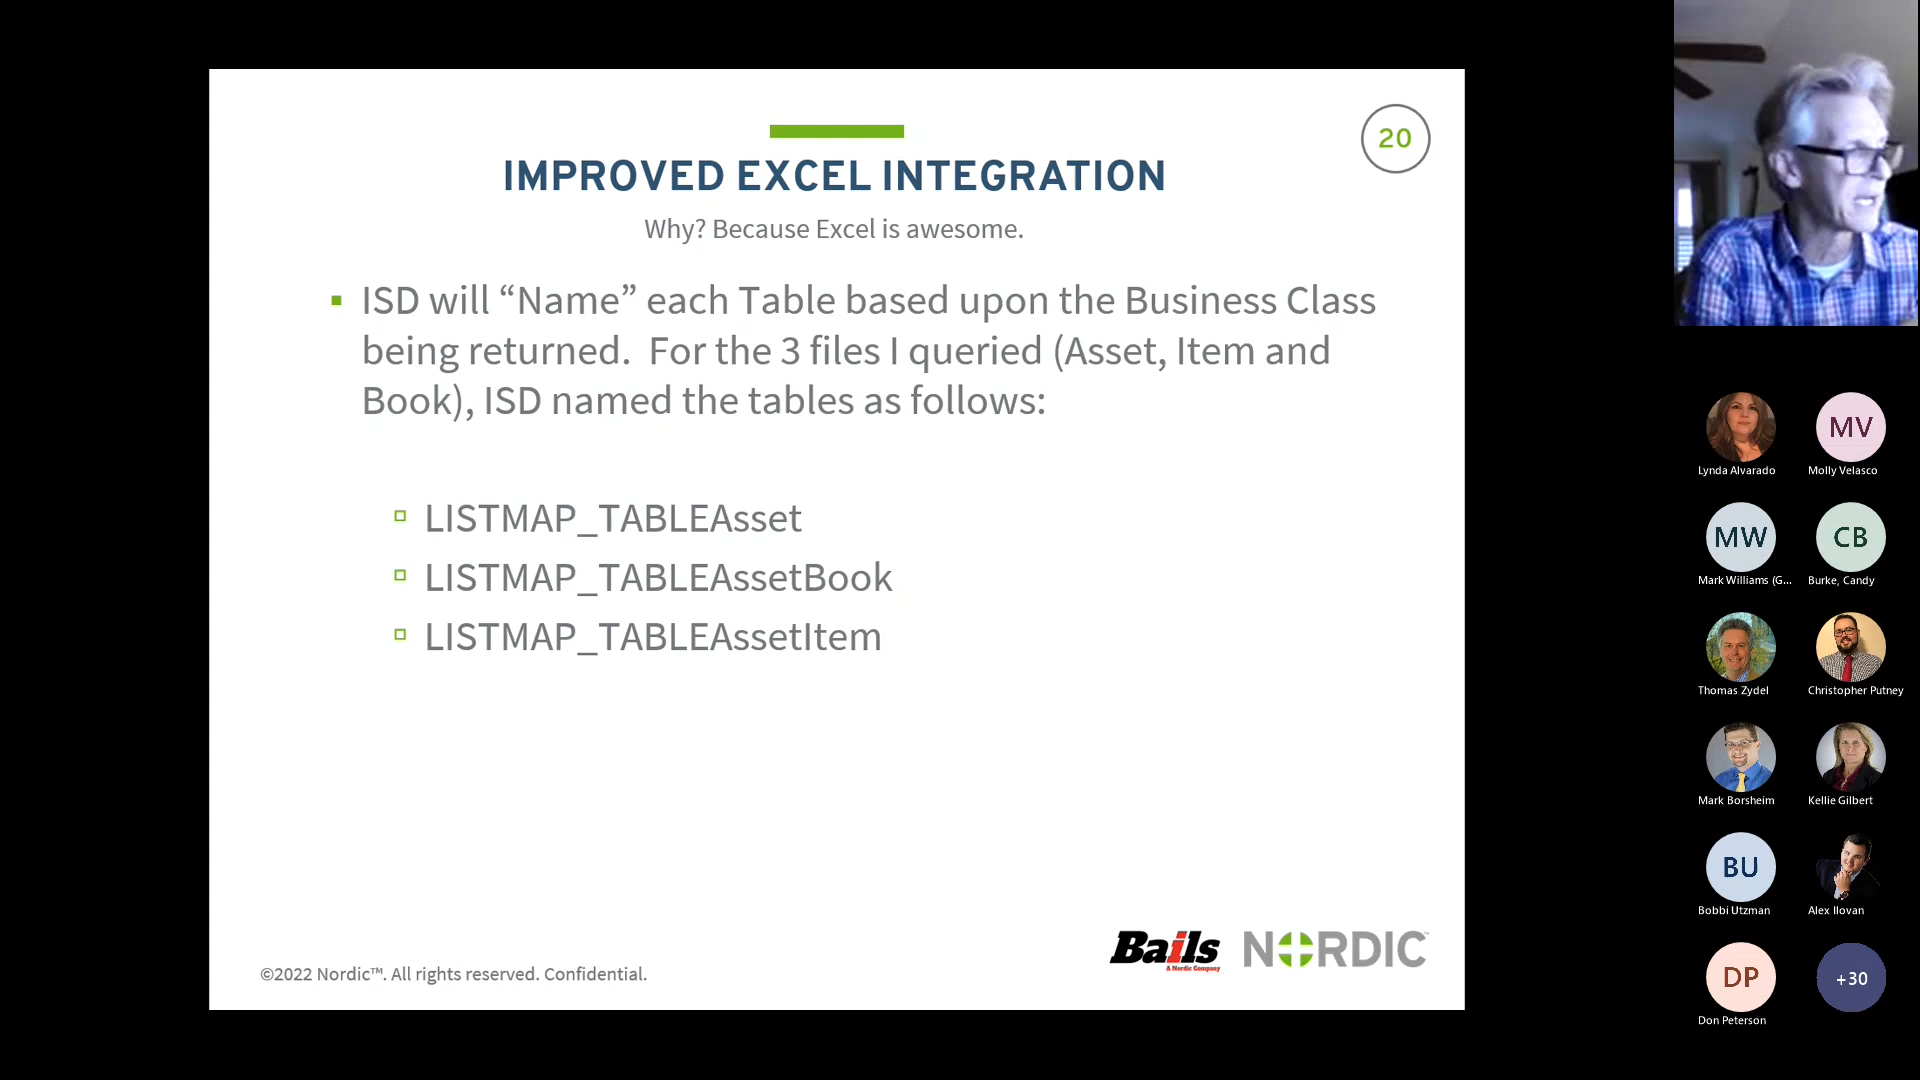 20
IMPROVED EXCEL INTEGRATION
Why? Because Excel is awesome.
ISD will “Name” each Table based upon the Business Class
being returned.  For the 3 files I queried (Asset, Item and
Book), ISD named the tables as follows:
LISTMAP_TABLEAsset
LISTMAP_TABLEAssetBook
LISTMAP_TABLEAssetItem
©2022 Nordic™. All rights reserved. Confidential.
Bails
A Nordic Company
NORDIC™
Lynda Alvarado
MV
Molly Velasco
MW
Mark Williams (G...
CB
Burke, Candy
Thomas Zydel
Christopher Putney
Mark Borsheim
Kellie Gilbert
BU
Bobbi Utzman
Alex Ilovan
DP
Don Peterson
+30